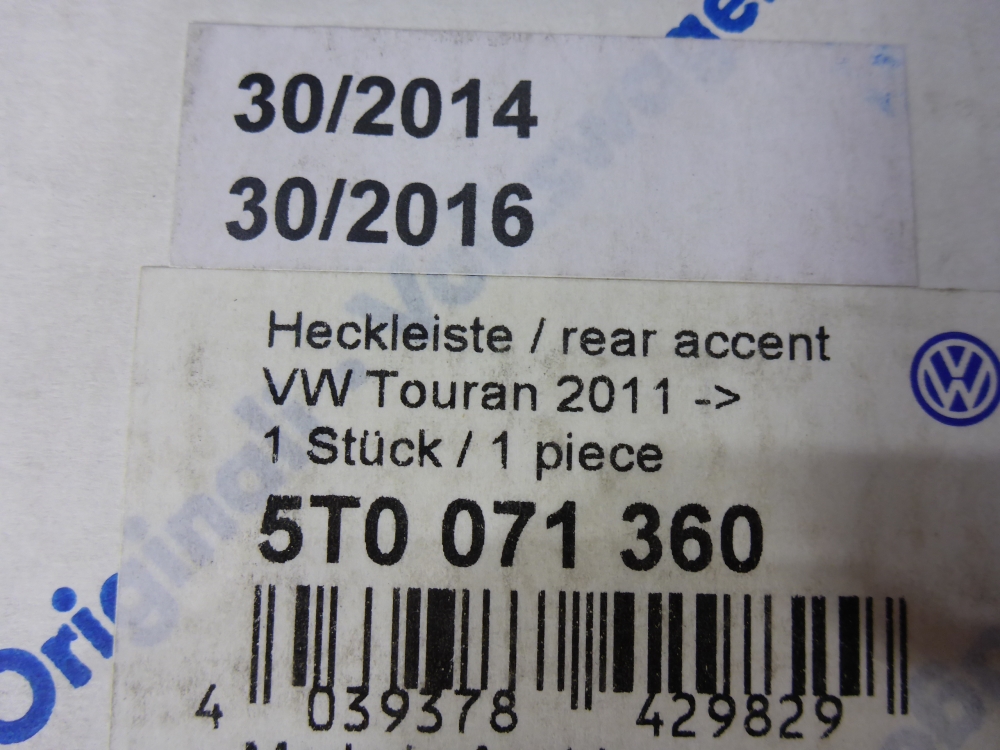 30/2014
30/2016
Heckleiste / rear accent
VW Touran 2011 ->
1 Stück / 1 piece
5T0 071 360
4 039378 429829
Original